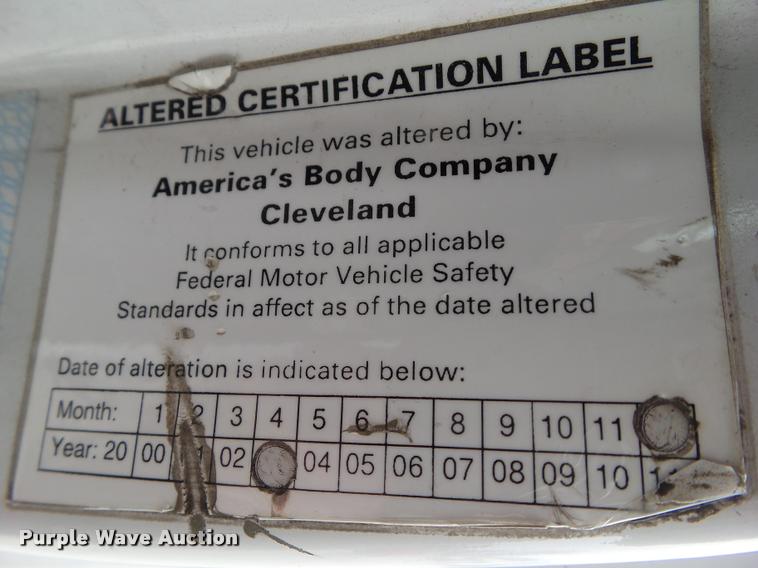 ALTERED CERTIFICATION LABEL
This vehicle was altered by:
America's Body Company
Cleveland
It conforms to all applicable
Federal Motor Vehicle Safety
Standards in affect as of the date altered
Date of alteration is indicated below:
Month: 1 2 3 4 5 6 7 8 9 10 11
Year: 20 00 02 04 05 06 07 08 09 10
Purple Wave Auction